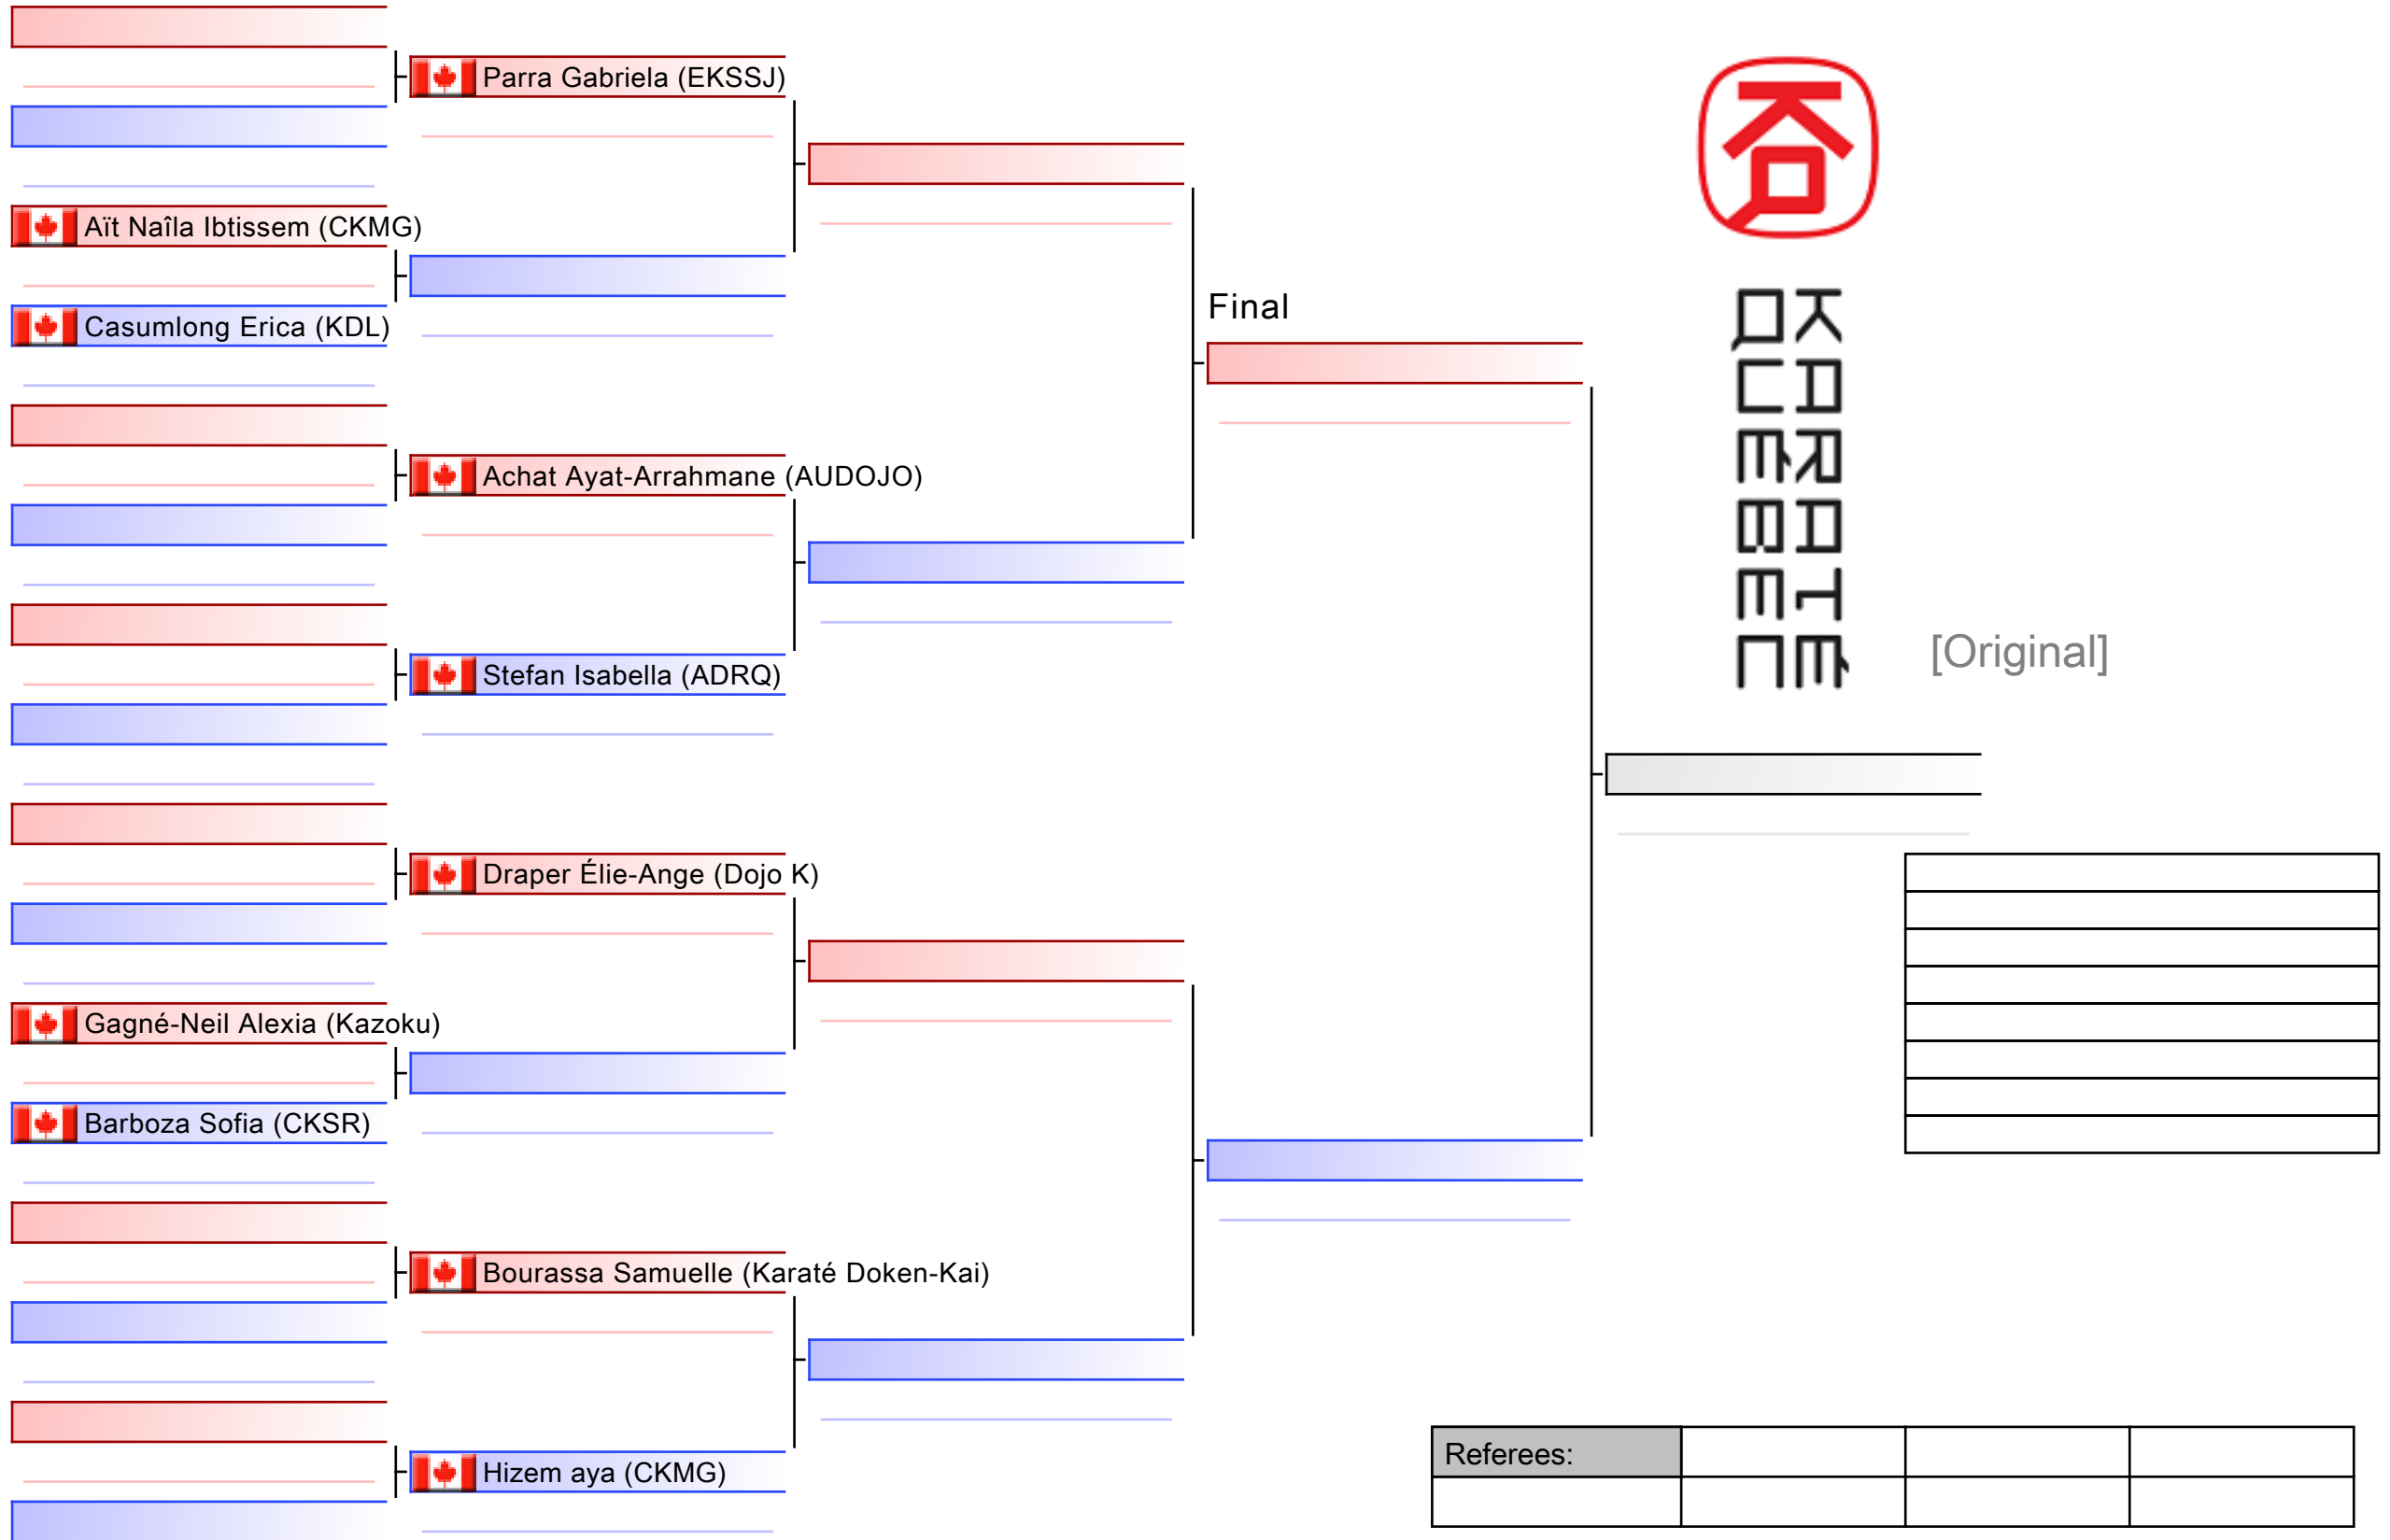 Parra Gabriela (EKSSJ)
Aït Naîla Ibtissem (CKMG)
Casumlong Erica (KDL)
Achat Ayat-Arrahmane (AUDOJO)
Stefan Isabella (ADRQ)
Draper Élie-Ange (Dojo K)
Gagné-Neil Alexia (Kazoku)
Barboza Sofia (CKSR)
Bourassa Samuelle (Karaté Doken-Kai)
Hizem aya (CKMG)
Final
KARATÉ
QUÉBEC
[Original]
Referees: